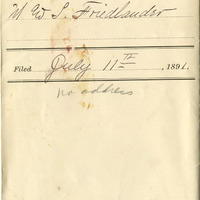 W. S. Friedlander
Filed July 11th, 1891.
no address